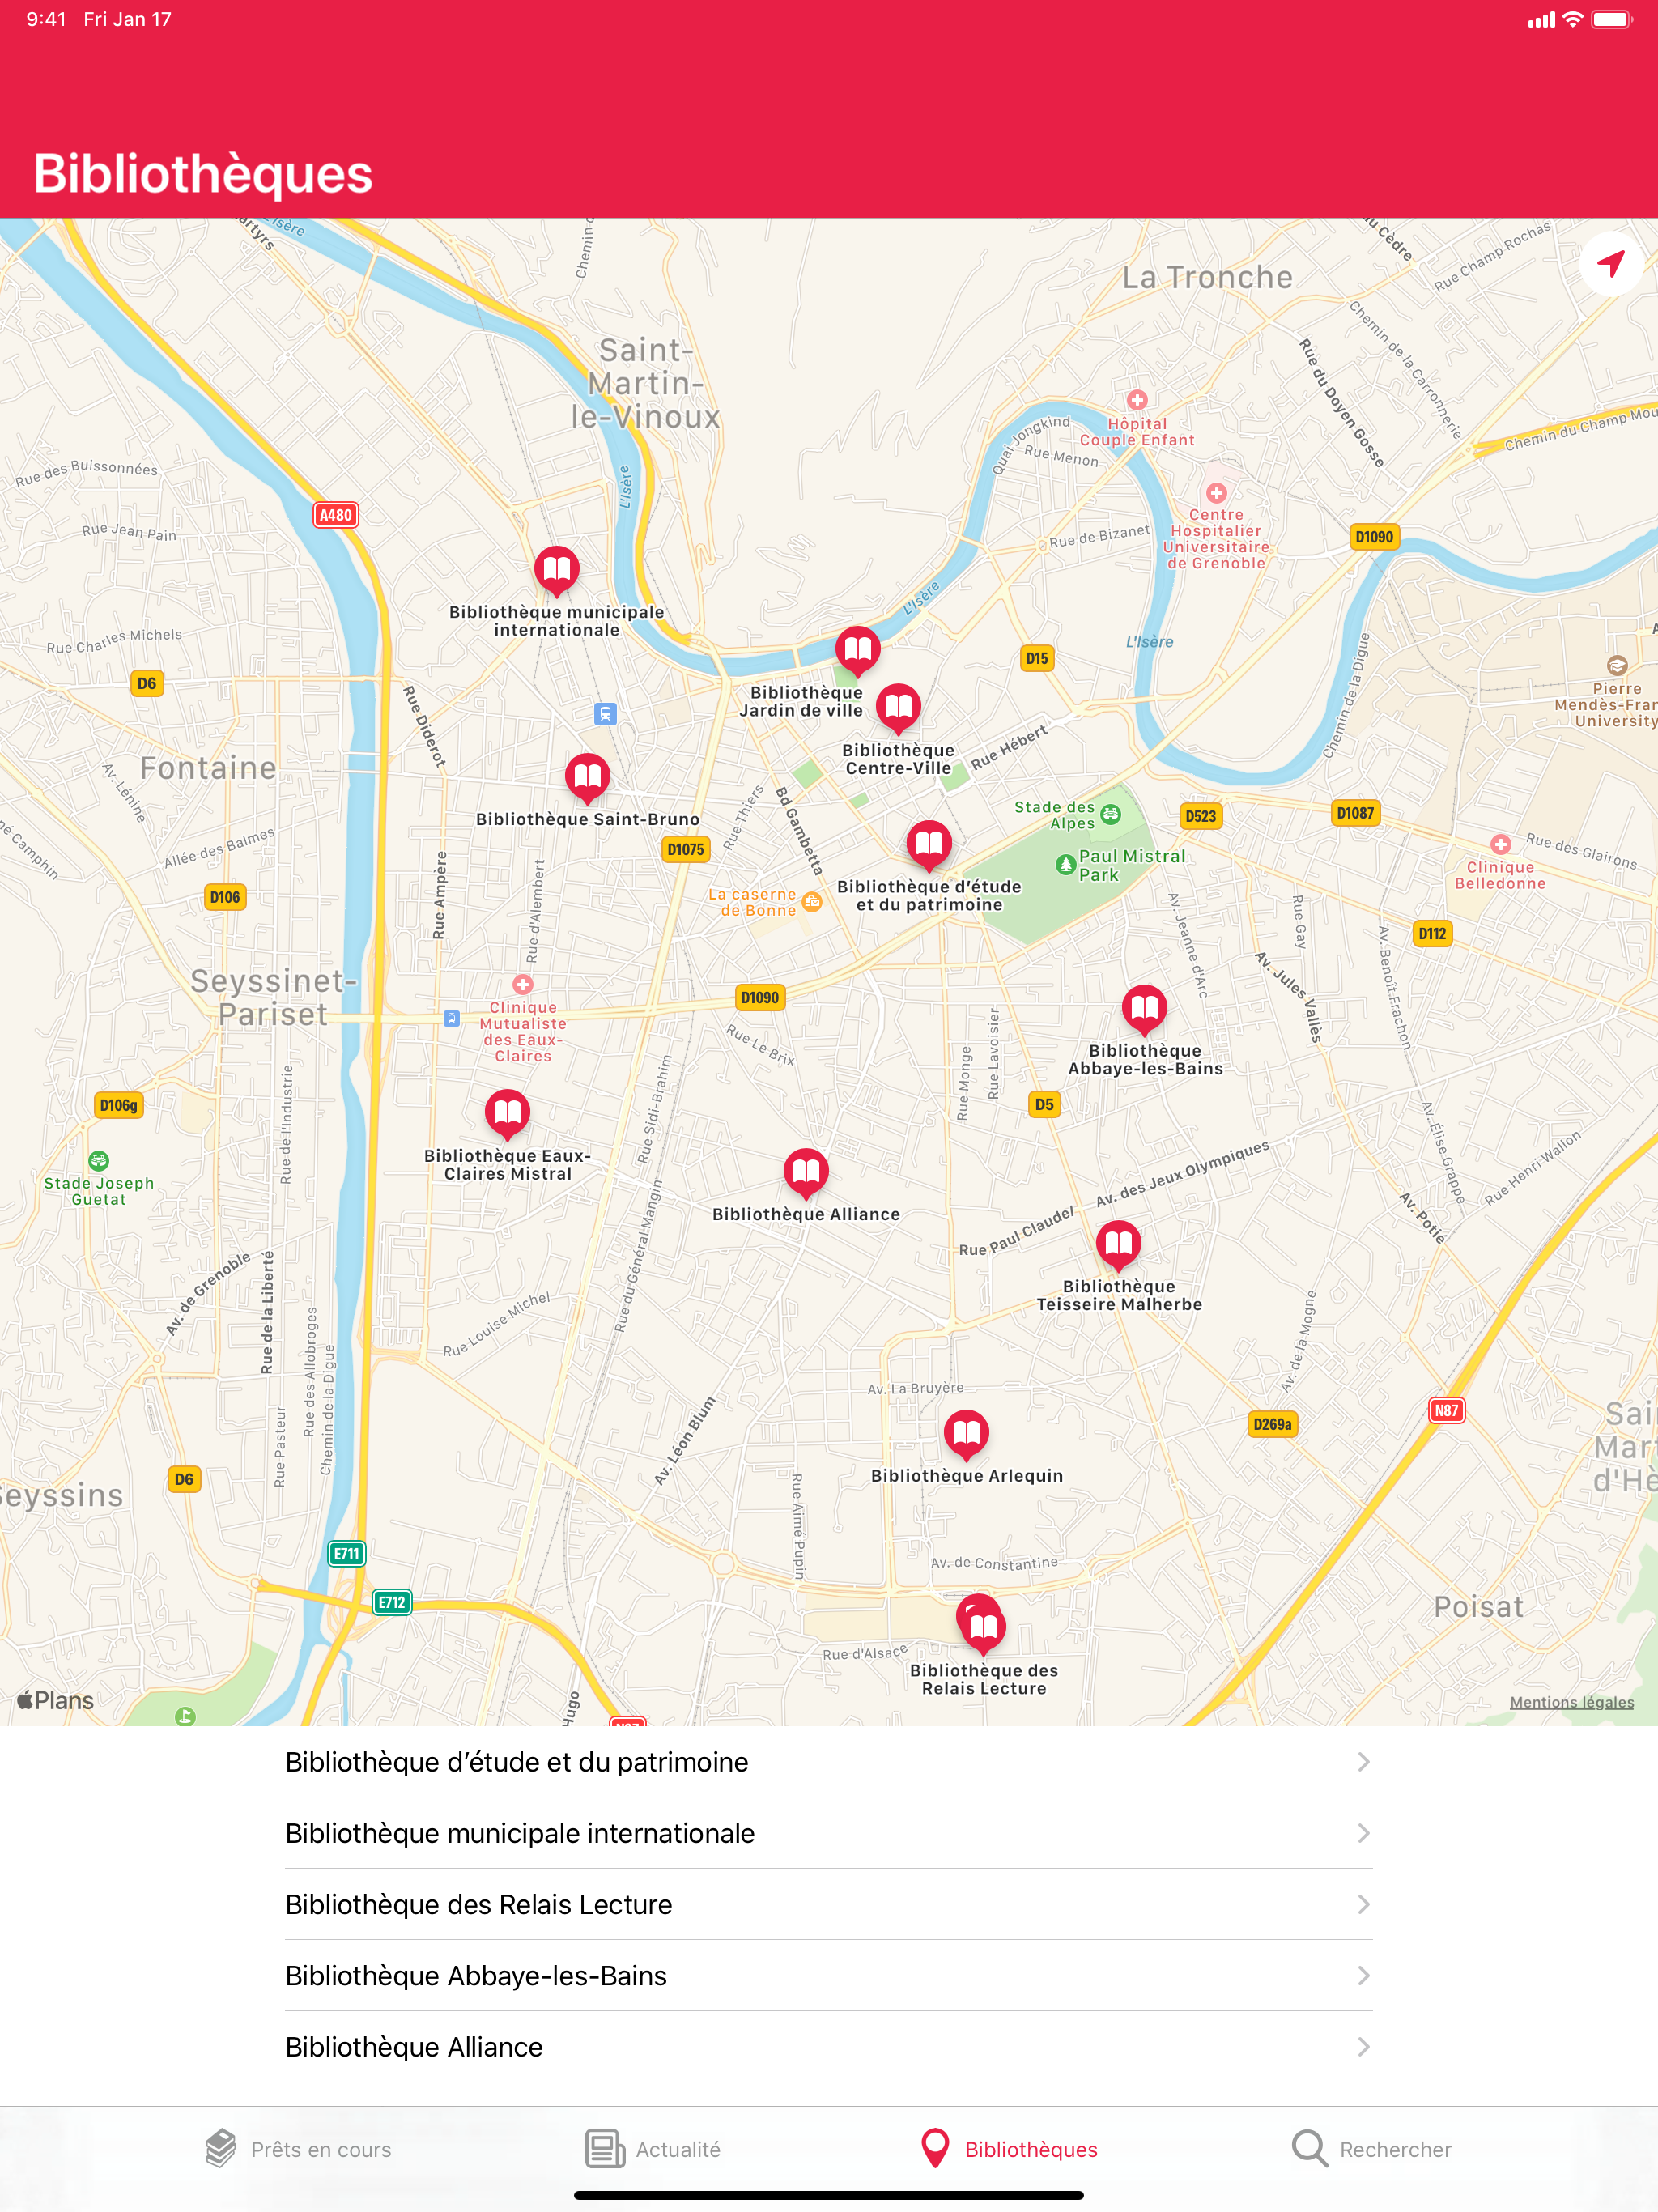 9:41 Fri Jan 17
Bibliothèques
L'Isère
La Tronche
Rue Champ Rochas
Saint-
Martin-
le-Vinoux
Chemin de la Carronnerie
Rue du Doyen Gosse
Hôpital
Couple Enfant
Quai Jongkind
Rue Menon
Rue des Buissonnées
L'Isère
A480
Rue Jean Pain
Centre
Hospitalier
Universitaire
de Grenoble
Rue de Bizanet
D1090
Bibliothèque municipale
internationale
L'Isère
Rue Charles Michels
D6
D15
L'Isère
Chemin de la Digue
Pierre
Bibliothèque
Jardin de ville
Rue Diderot
Bibliothèque
Centre-Ville
Rue Hébert
Fontaine
Av. Lénine
Bibliothèque Saint-Bruno
Rue Thiers
Bd Gambetta
Stade des
Alpes
D523
D1087
Allée des Balmes
D1075
Paul Mistral
Park
Rue des Glairons
Clinique
Belledonne
D106
Rue Ampère
Rue d'Alembert
La caserne
de Bonne
Bibliothèque d'étude
et du patrimoine
Av. Jeanne d'Arc
Rue Gay
D112
Av. Benoît Frachon
Seyssinet-
Pariset
Av. Jules Vallès
D1090
Clinique
Mutualiste
des Eaux-
Claires
Rue Le Brix
Rue Monge
Rue Lavoisier
Bibliothèque
Abbaye-les-Bains
D106g
Rue de l'Industrie
Rue Sidi-Brahim
D5
Av. Élise Grappe
Bibliothèque Eaux-
Claires Mistral
Stade Joseph
Guetat
Bibliothèque Alliance
Av. des Jeux Olympiques
Rue Henri Wallon
Av. Potié
Rue Paul Claudel
Rue du Général Mangin
Av. de Grenoble
Rue de la Liberté
Bibliothèque
Teisseire Malherbe
Rue Louise Michel
Rue des Allobroges
Chemin de la Digue
Av. de la Mogne
Av. La Bruyère
Av. Léon Blum
Rue Pasteur
N87
D269a
D6
Bibliothèque Arlequin
Rue Aimé Pupin
E711
Av. de Constantine
E712
Poisat
Rue d'Alsace
Bibliothèque des
Relais Lecture
Plans
Mentions légales
Bibliothèque d'étude et du patrimoine
Bibliothèque municipale internationale
Bibliothèque des Relais Lecture
Bibliothèque Abbaye-les-Bains
Bibliothèque Alliance
Prêts en cours
Actualité
Bibliothèques
Rechercher